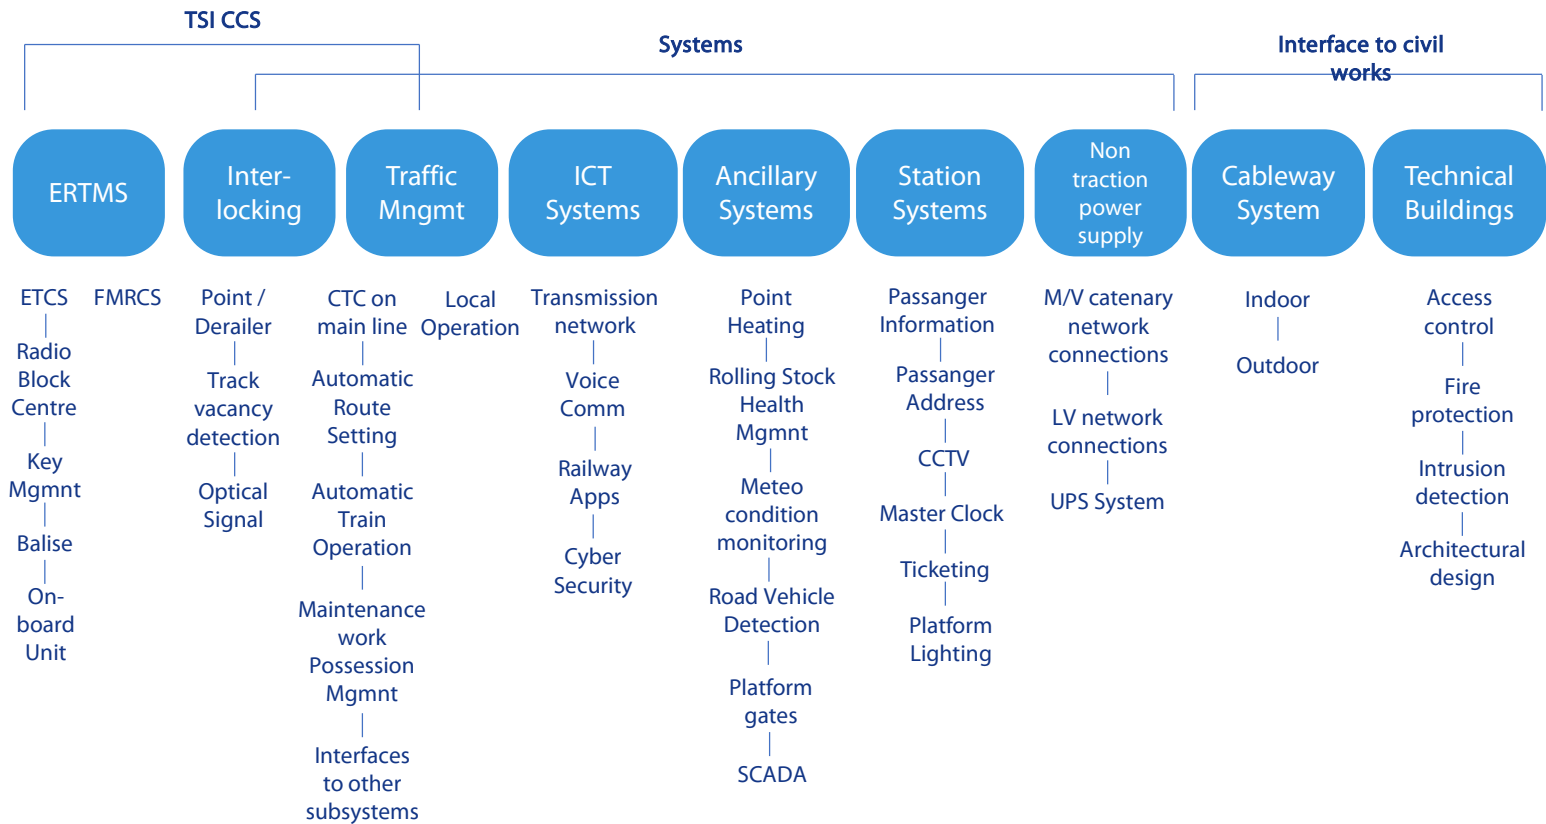 TSI CCS
Systems
Interface to civil
works
ERTMS
Inter-
locking
Traffic
Mngmt
ICT
Systems
Ancillary
Systems
Station
Systems
Non
traction
power
supply
Cableway
System
Technical
Buildings
ETCS
Radio
Block
Centre
Key
Mgmnt
Balise
On-
board
Unit
FMRCS
Point /
Derailer
Track
vacancy
detection
Optical
Signal
CTC on
main line
Automatic
Route
Setting
Automatic
Train
Operation
Maintenance
work
Possession
Mgmnt
Interfaces
to other
subsystems
Local
Operation
Transmission
network
Voice
Comm
Railway
Apps
Cyber
Security
Point
Heating
Rolling Stock
Health
Mgmnt
Meteo
condition
monitoring
Road Vehicle
Detection
Platform
gates
SCADA
Passanger
Information
Passanger
Address
CCTV
Master Clock
Ticketing
Platform
Lighting
M/V catenary
network
connections
LV network
connections
UPS System
Indoor
Outdoor
Access
control
Fire
protection
Intrusion
detection
Architectural
design